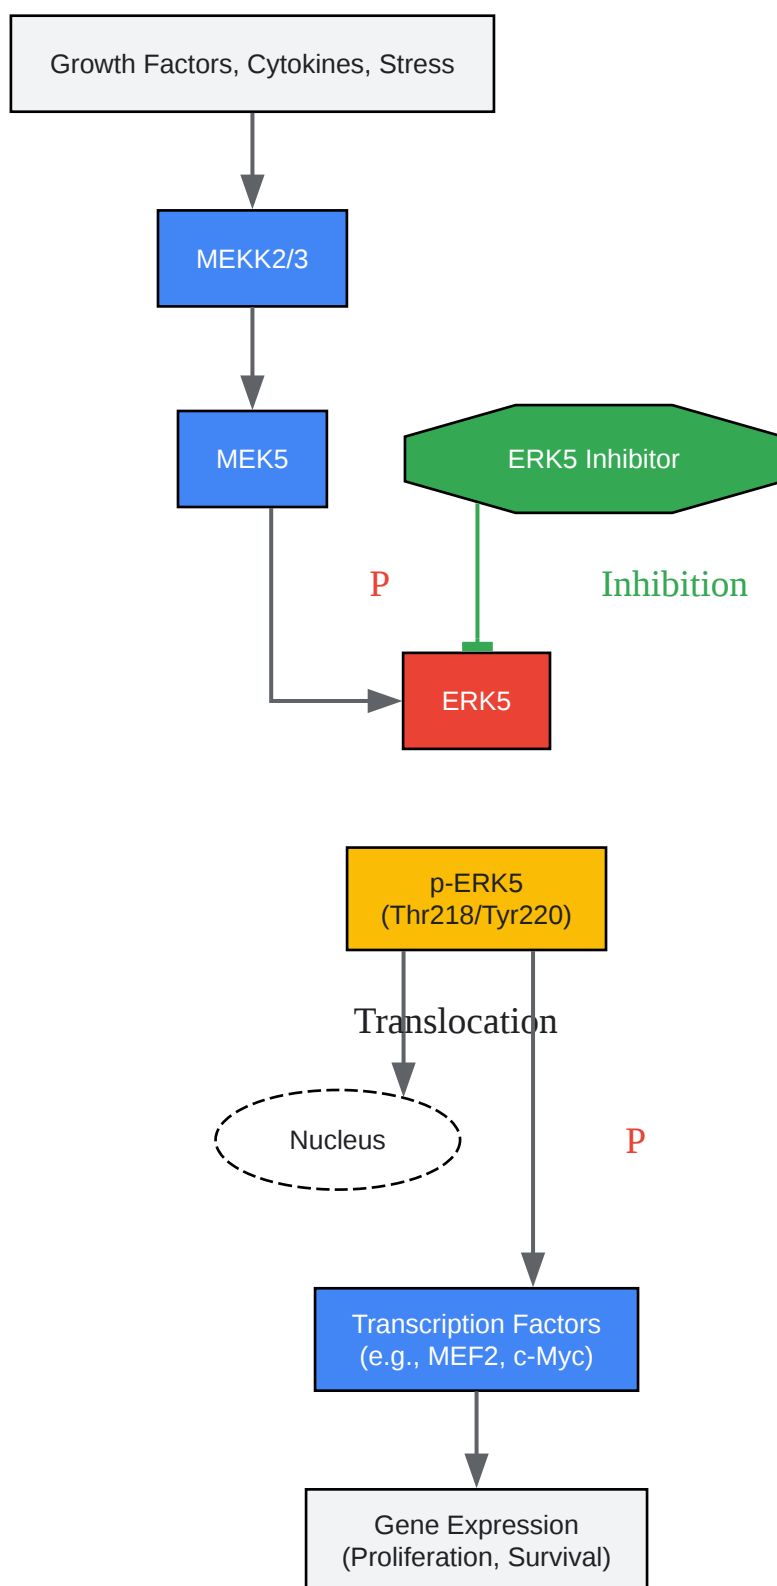 Growth Factors, Cytokines, Stress
MEKK2/3
MEK5
ERK5 Inhibitor
P
Inhibition
ERK5
p-ERK5
(Thr218/Tyr220)
Translocation
Nucleus
P
Transcription Factors
(e.g., MEF2, c-Myc)
Gene Expression
(Proliferation, Survival)